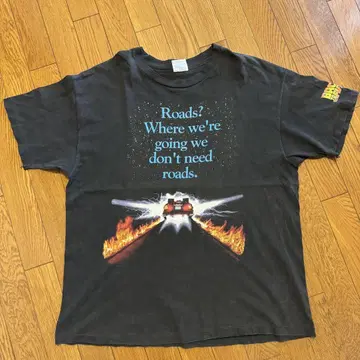 Roads?
Where we're
going we
don't need
roads.